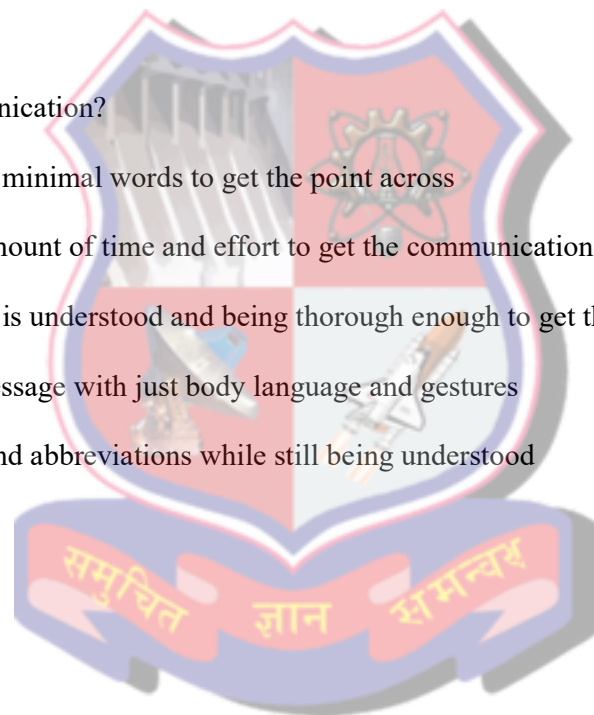 nication?
minimal words to get the point across
nount of time and effort to get the communication
is understood and being thorough enough to get th
essage with just body language and gestures
nd abbreviations while still being understood
समुचित ज्ञान समन्वय